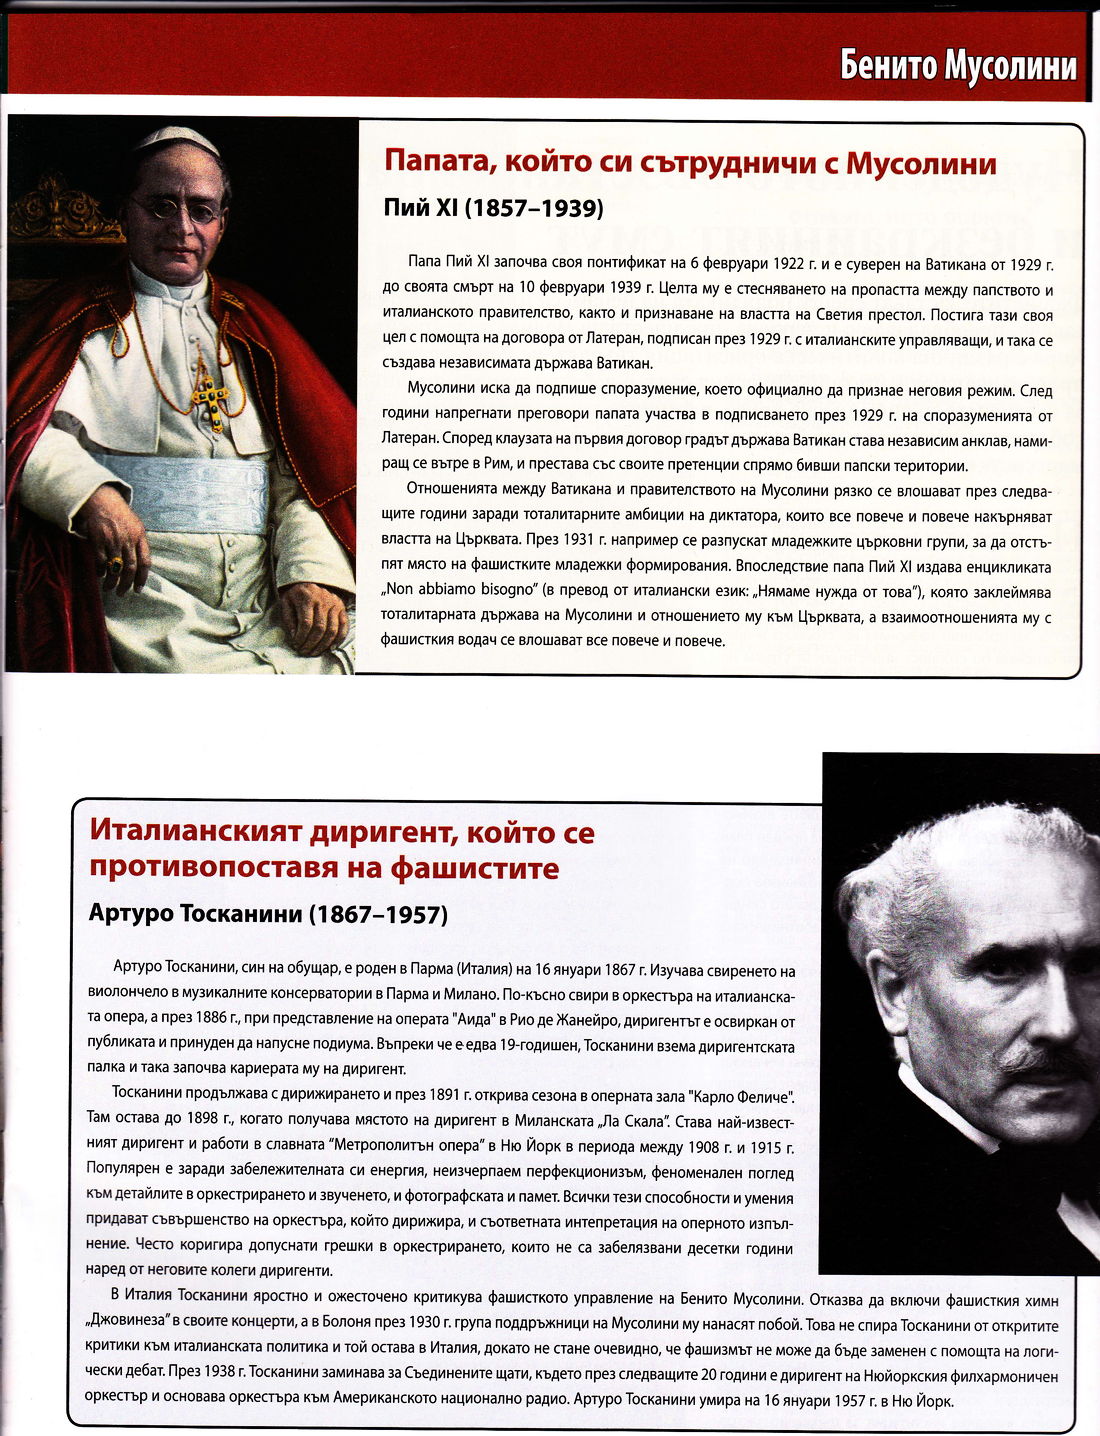 Бенито Мусолини
Папата, който си сътрудничи с Мусолини
Пий XI (1857–1939)
Папа Пий XI започва своя понтификат на 6 февруари 1922 г. и е суверен на Ватикана от 1929 г.
до своята смърт на 10 февруари 1939 г. Целта му е стесняването на пропастта между папството и
италианското правителство, както и признаване на властта на Светия престол. Постига тази своя
цел с помощта на договора от Латеран, подписан през 1929 г. с италианските управляващи, и така се
създава независимата държава Ватикан.
Мусолини иска да подпише споразумение, което официално да признае неговия режим. След
години напрегнати преговори папата участва в подписването през 1929 г. на споразуменията от
Латеран. Според клаузата на първия договор градът държава Ватикан става независим анклав, нами-
ращ се вътре в Рим, и престава със своите претенции спрямо бивши папски територии.
Отношенията между Ватикана и правителството на Мусолини рязко се влошават през следва-
щите години заради тоталитарните амбиции на диктатора, които все повече и повече накърняват
властта на Църквата. През 1931 г. например се разпускат младежките църковни групи, за да отстъ-
пят място на фашистките младежки формирования. Впоследствие папа Пий XI издава енцикликата
„Non abbiamo bisogno” (в превод от италиански език: „Нямаме нужда от това”), която заклеймява
тоталитарната държава на Мусолини и отношението му към Църквата, а взаимоотношенията му с
фашисткия водач се влошават все повече и повече.
Италианският диригент, който се
противопоставя на фашистите
Артуро Тосканини (1867–1957)
Артуро Тосканини, син на обущар, е роден в Парма (Италия) на 16 януари 1867 г. Изучава свиренето на
виолончело в музикалните консерватории в Парма и Милано. По-късно свири в оркестъра на италианска-
та опера, а през 1886 г., при представление на операта "Аида" в Рио де Жанейро, диригентът е освиркан от
публиката и принуден да напусне подиума. Въпреки че е едва 19-годишен, Тосканини взема диригентската
палка и така започва кариерата му на диригент.
Тосканини продължава с дирижирането и през 1891 г. открива сезона в оперната зала "Карло Феличе".
Там остава до 1898 г., когато получава мястото на диригент в Миланската „Ла Скала”. Става най-извест-
ният диригент и работи в славната “Метрополитън опера” в Ню Йорк в периода между 1908 г. и 1915 г.
Популярен е заради забележителната си енергия, неизчерпаем перфекционизъм, феноменален поглед
към детайлите в оркестрирането и звученето, и фотографската и памет. Всички тези способности и умения
придават съвършенство на оркестъра, който дирижира, и съответната интепретация на оперното изпъл-
нение. Често коригира допуснати грешки в оркестрирането, които не са забелязвани десетки години
наред от неговите колеги диригенти.
В Италия Тосканини яростно и ожесточено критикува фашисткото управление на Бенито Мусолини. Отказва да включи фашисткия химн
„Джовинеза” в своите концерти, а в Болоня през 1930 г. група поддръжници на Мусолини му нанасят побой. Това не спира Тосканини от откритите
критики към италианската политика и той остава в Италия, докато не стане очевидно, че фашизмът не може да бъде заменен с помощта на логи-
чески дебат. През 1938 г. Тосканини заминава за Съединените щати, където през следващите 20 години е диригент на Нюйоркския филхармоничен
оркестър и основава оркестъра към Американското национално радио. Артуро Тосканини умира на 16 януари 1957 г. в Ню Йорк.